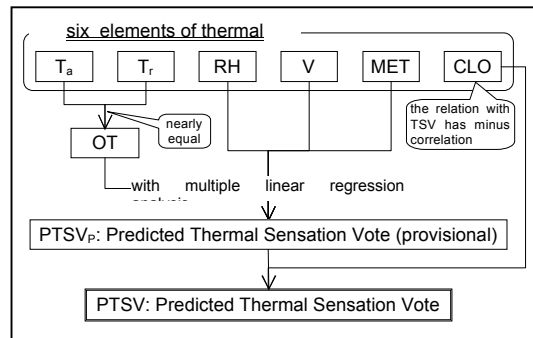 six elements of thermal
Ta Tr RH V MET CLO
nearly
equal
the relation with
TSV has minus
correlation
OT
with multiple linear regression
PTSVP: Predicted Thermal Sensation Vote (provisional)
PTSV: Predicted Thermal Sensation Vote